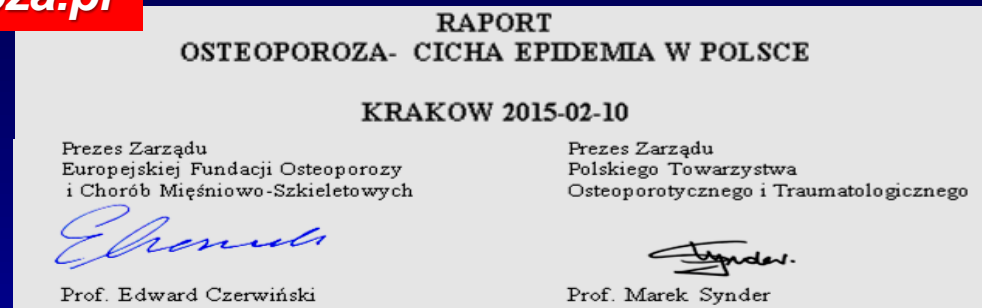 oza.pl
RAPORT
OSTEOPOROZA- CICHA EPIDEMIA W POLSCE
KRAKOW 2015-02-10
Prezes Zarządu
Europejskiej Fundacji Osteoporozy
i Chorób Mięśniowo-Szkieletowych
Prof. Edward Czerwiński
Prezes Zarządu
Polskiego Towarzystwa
Osteoporotycznego i Traumatologicznego
Synder.
Prof. Marek Synder